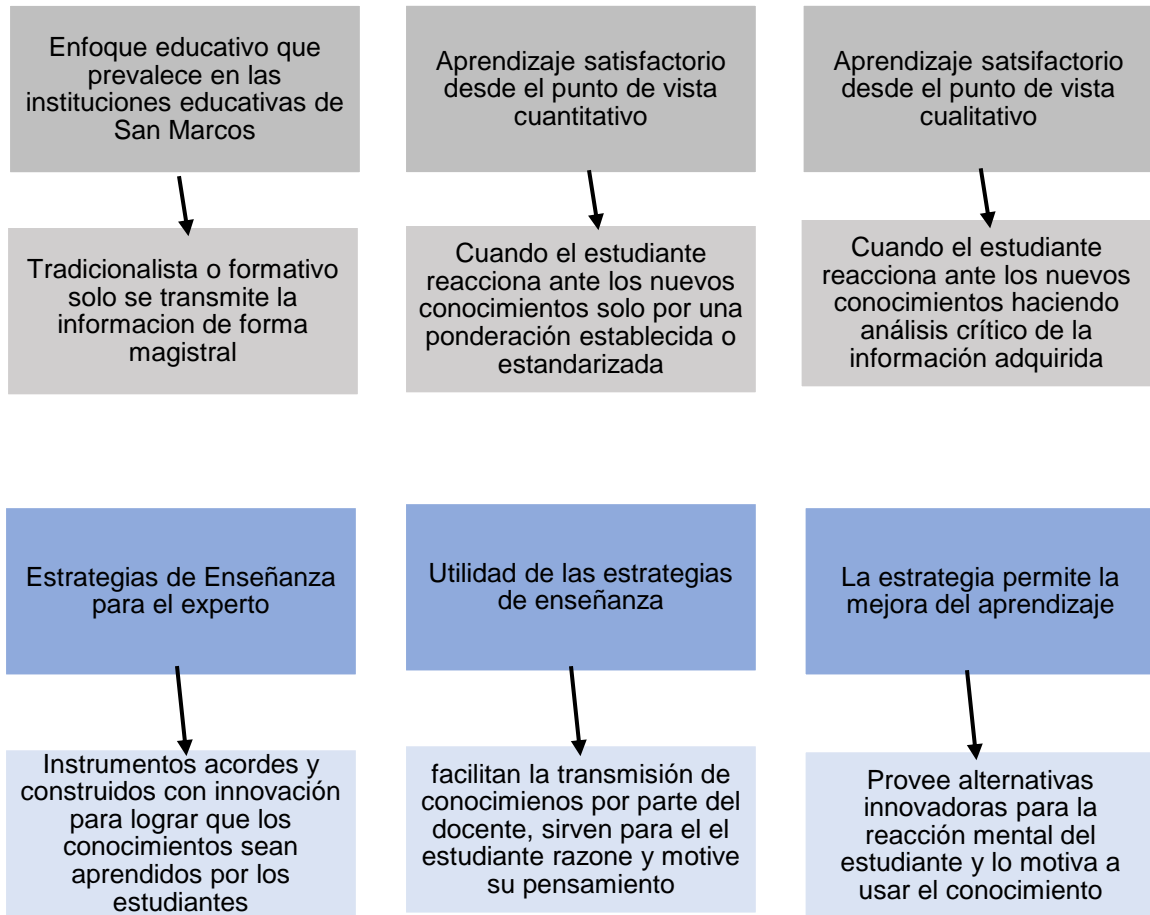 Enfoque educativo que
prevalece en las
instituciones educativas de
San Marcos
Aprendizaje satisfactorio
desde el punto de vista
cuantitativo
Aprendizaje satsifactorio
desde el punto de vista
cualitativo
Tradicionalista o formativo
solo se transmite la
informacion de forma
magistral
Cuando el estudiante
reacciona ante los nuevos
conocimientos solo por una
ponderación establecida o
estandarizada
Cuando el estudiante
reacciona ante los nuevos
conocimientos haciendo
análisis crítico de la
información adquirida
Estrategias de Enseñanza
para el experto
Utilidad de las estrategias
de enseñanza
La estrategia permite la
mejora del aprendizaje
Instrumentos acordes y
construidos con innovación
para lograr que los
conocimientos sean
aprendidos por los
estudiantes
facilitan la transmisión de
conocimienos por parte del
docente, sirven para el el
estudiante razone y motive
su pensamiento
Provee alternativas
innovadoras para la
reacción mental del
estudiante y lo motiva a
usar el conocimiento